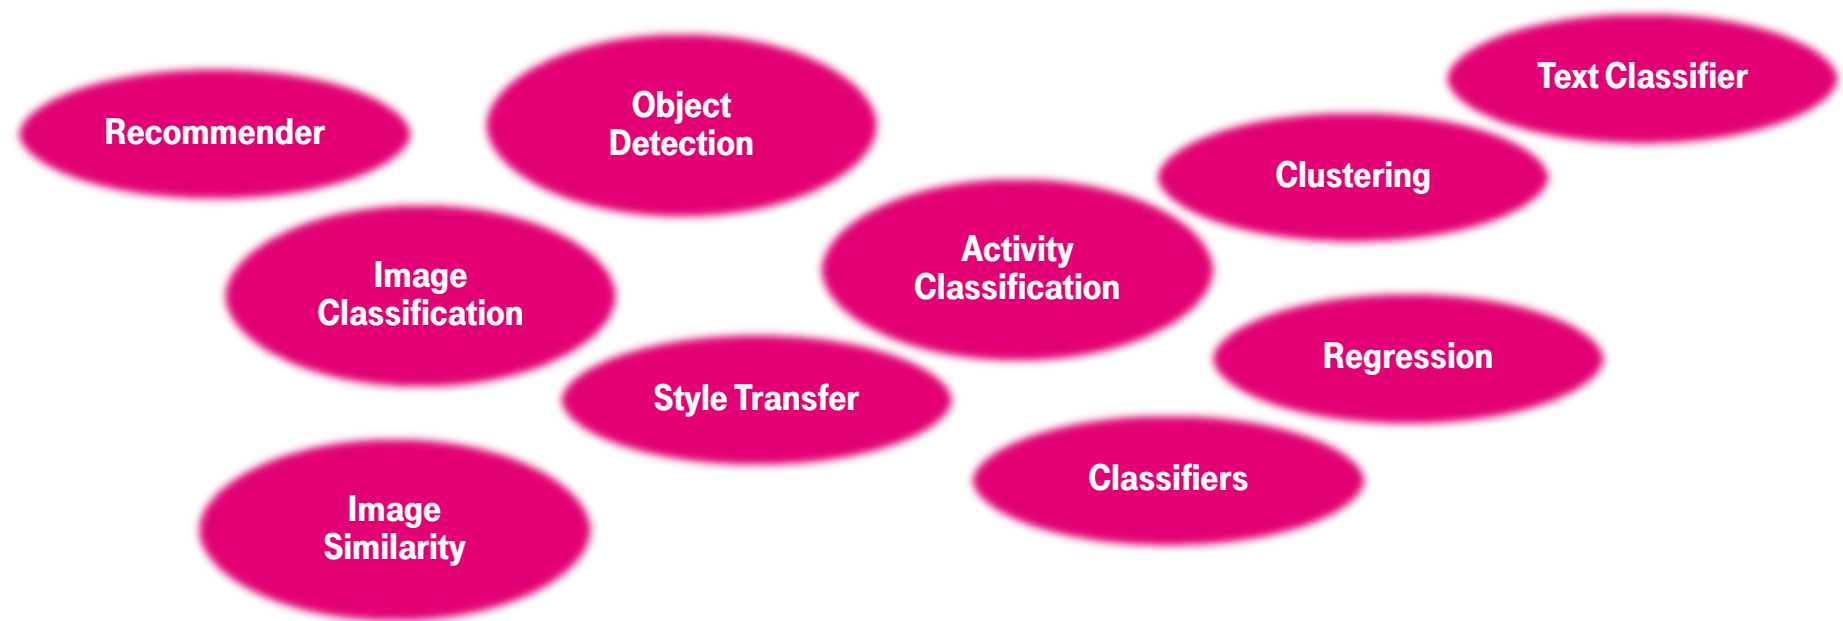 Recommender
Object
Detection
Text Classifier
Clustering
Image
Classification
Activity
Classification
Style Transfer
Regression
Classifiers
Image
Similarity